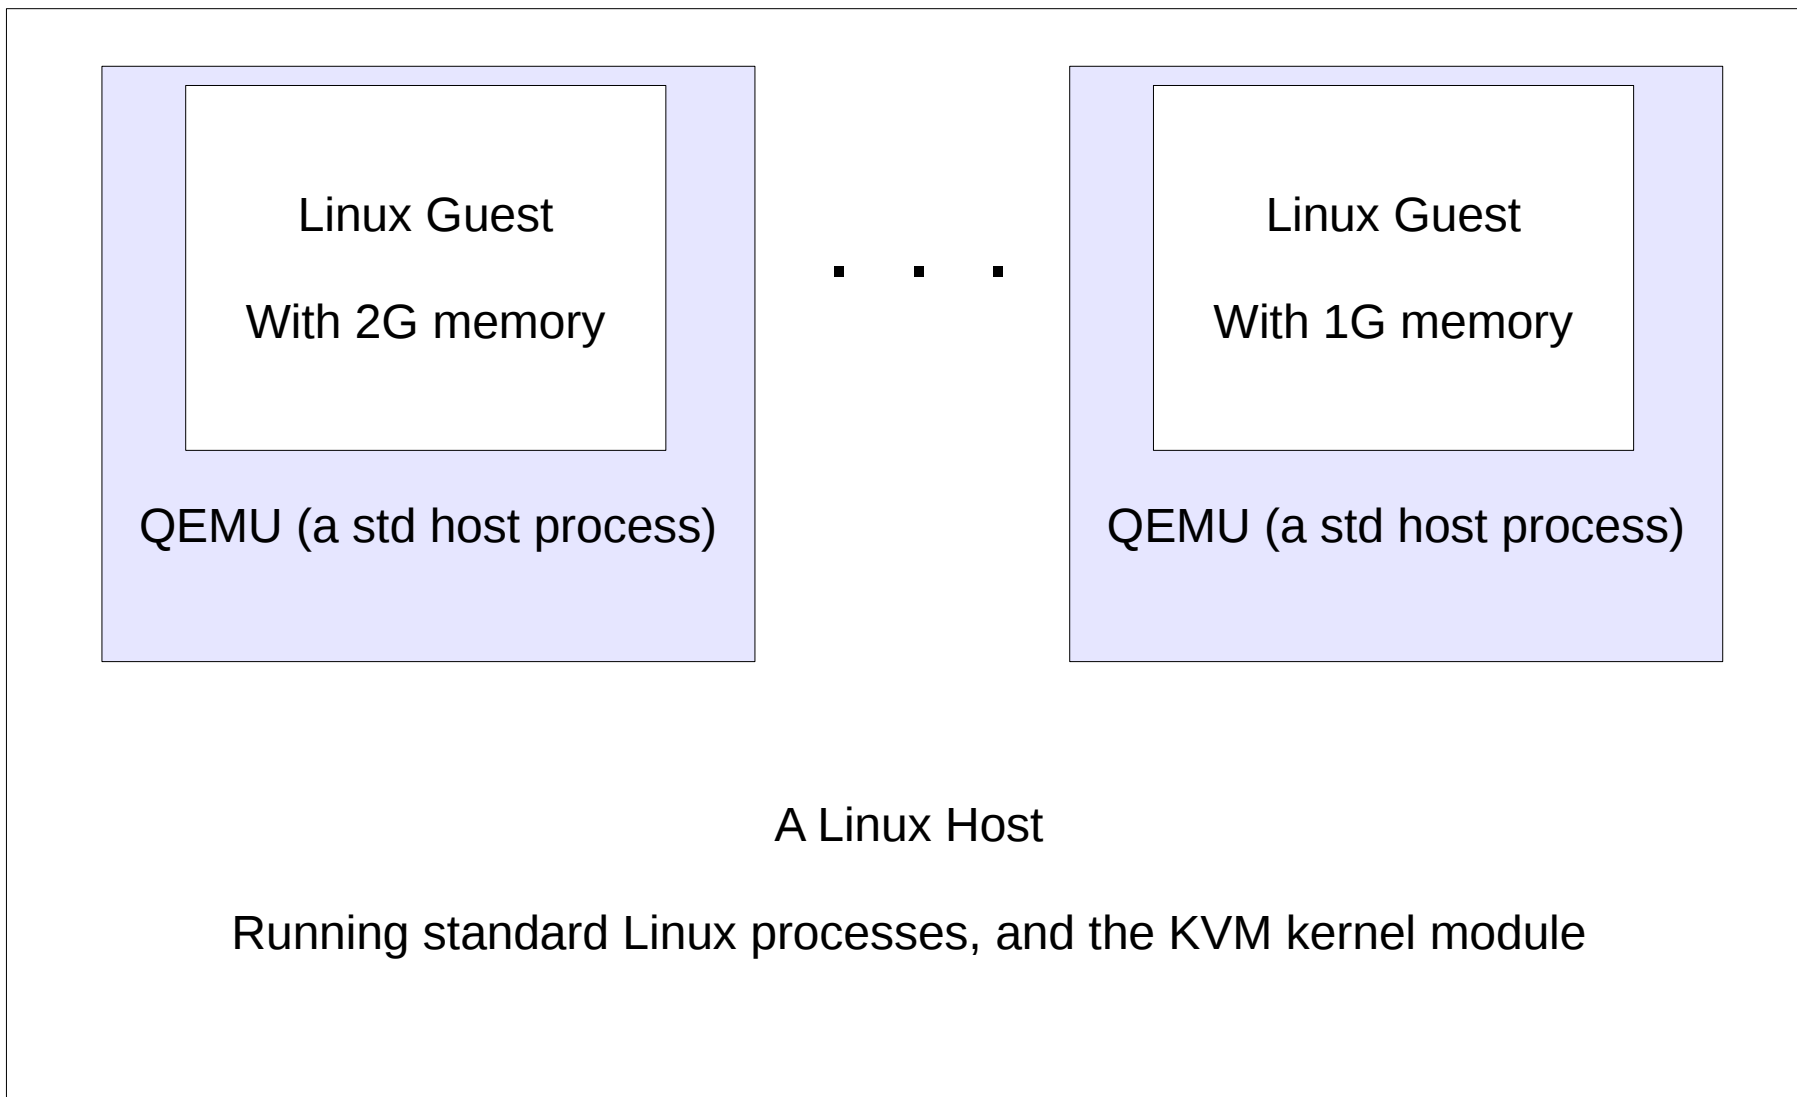 Linux Guest
With 2G memory
QEMU (a std host process)
. . .
Linux Guest
With 1G memory
QEMU (a std host process)
A Linux Host
Running standard Linux processes, and the KVM kernel module